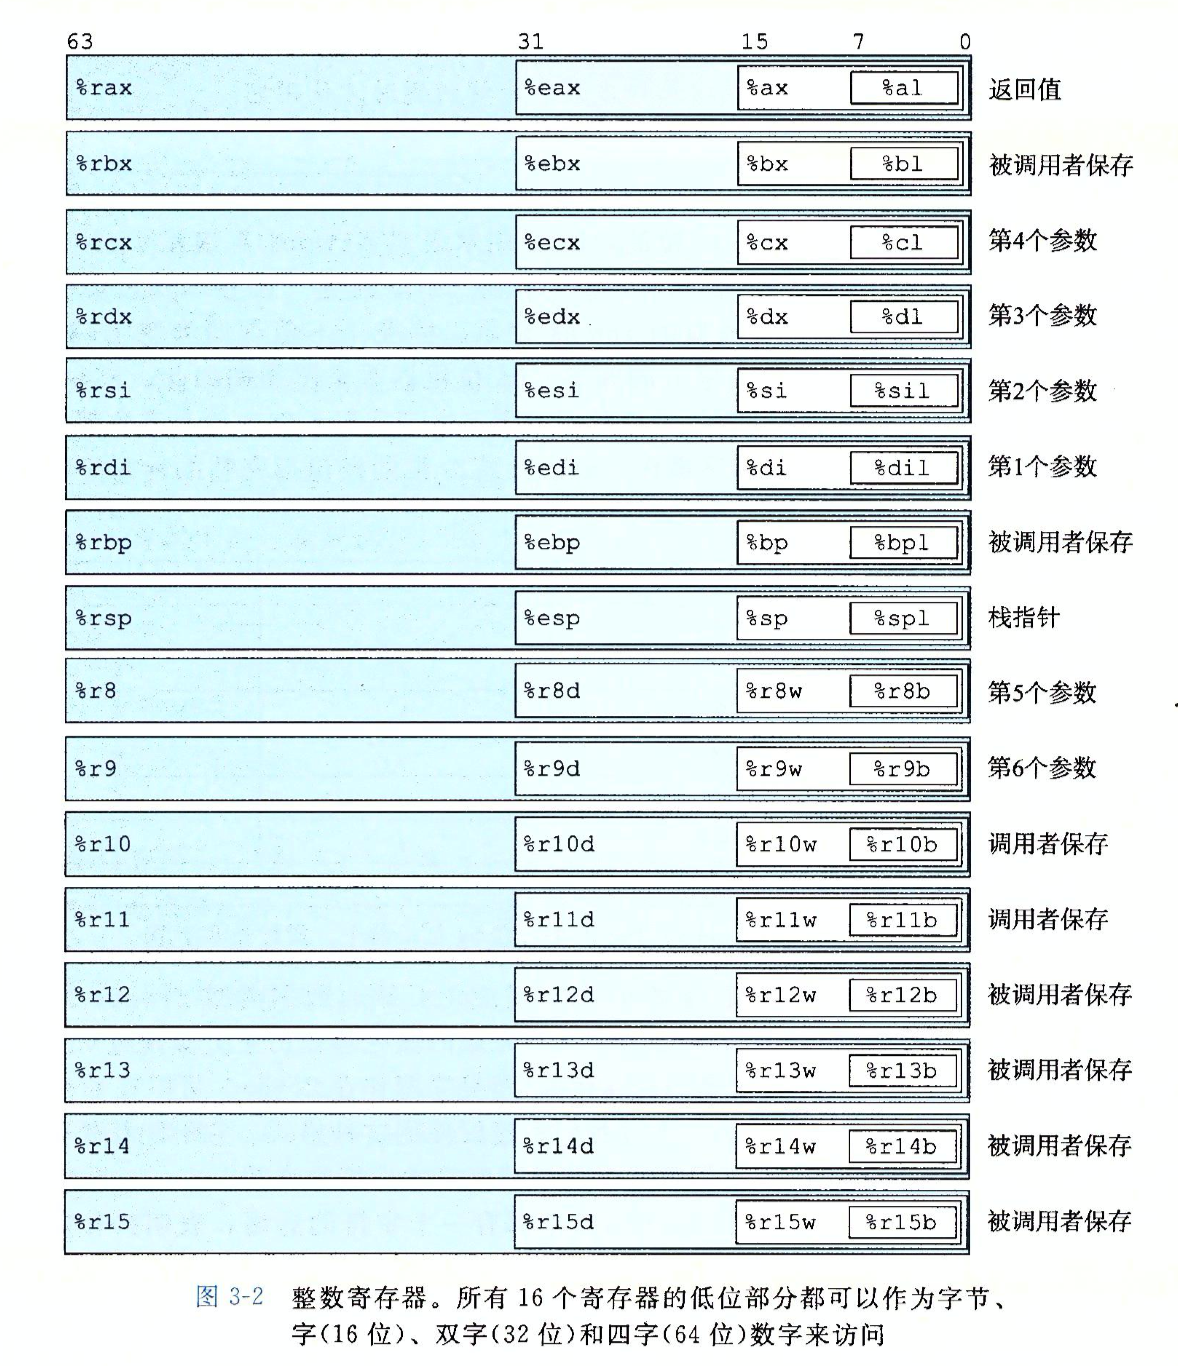 63 31 15 7 0
%rax %eax %ax %al 返回值
%rbx %ebx %bx %bl 被调用者保存
%rcx %ecx %cx %cl 第4个参数
%rdx %edx %dx %dl 第3个参数
%rsi %esi %si %sil 第2个参数
%rdi %edi %di %dil 第1个参数
%rbp %ebp %bp %bpl 被调用者保存
%rsp %esp %sp %spl 栈指针
%r8 %r8d %r8w %r8b 第5个参数
%r9 %r9d %r9w %r9b 第6个参数
%r10 %r10d %r10w %r10b 调用者保存
%r11 %r11d %r11w %r11b 调用者保存
%r12 %r12d %r12w %r12b 被调用者保存
%r13 %r13d %r13w %r13b 被调用者保存
%r14 %r14d %r14w %r14b 被调用者保存
%r15 %r15d %r15w %r15b 被调用者保存
图 3-2 整数寄存器。所有 16 个寄存器的低位部分都可以作为字节、
字(16 位)、双字(32 位)和四字(64 位)数字来访问